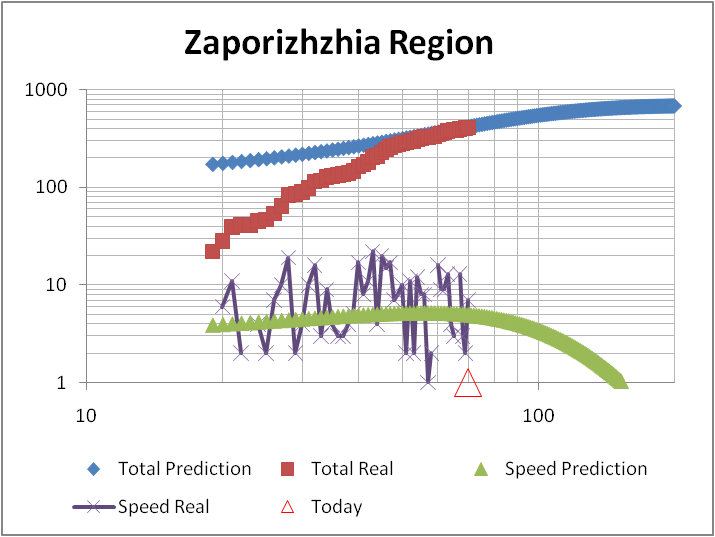 Zaporizhzhia Region
1000
100
10
1
10 100
Total Prediction Total Real Speed Prediction
Speed Real Today